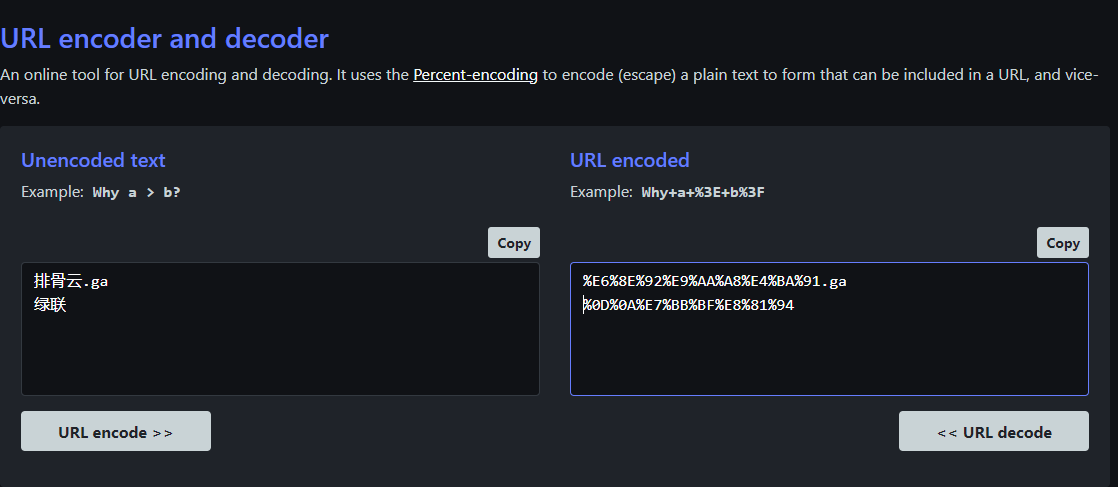 URL encoder and decoder
An online tool for URL encoding and decoding. It uses the Percent-encoding to encode (escape) a plain text to form that can be included in a URL, and vice-
versa.
Unencoded text
Example: Why a > b?
Copy
排骨云.ga
绿联
URL encode >>
URL encoded
Example: Why+a+%3E+b%3F
Copy
%E6%8E%92%E9%AA%A8%E4%BA%91.ga
%0D%0A%E7%BB%BF%E8%81%94
<< URL decode